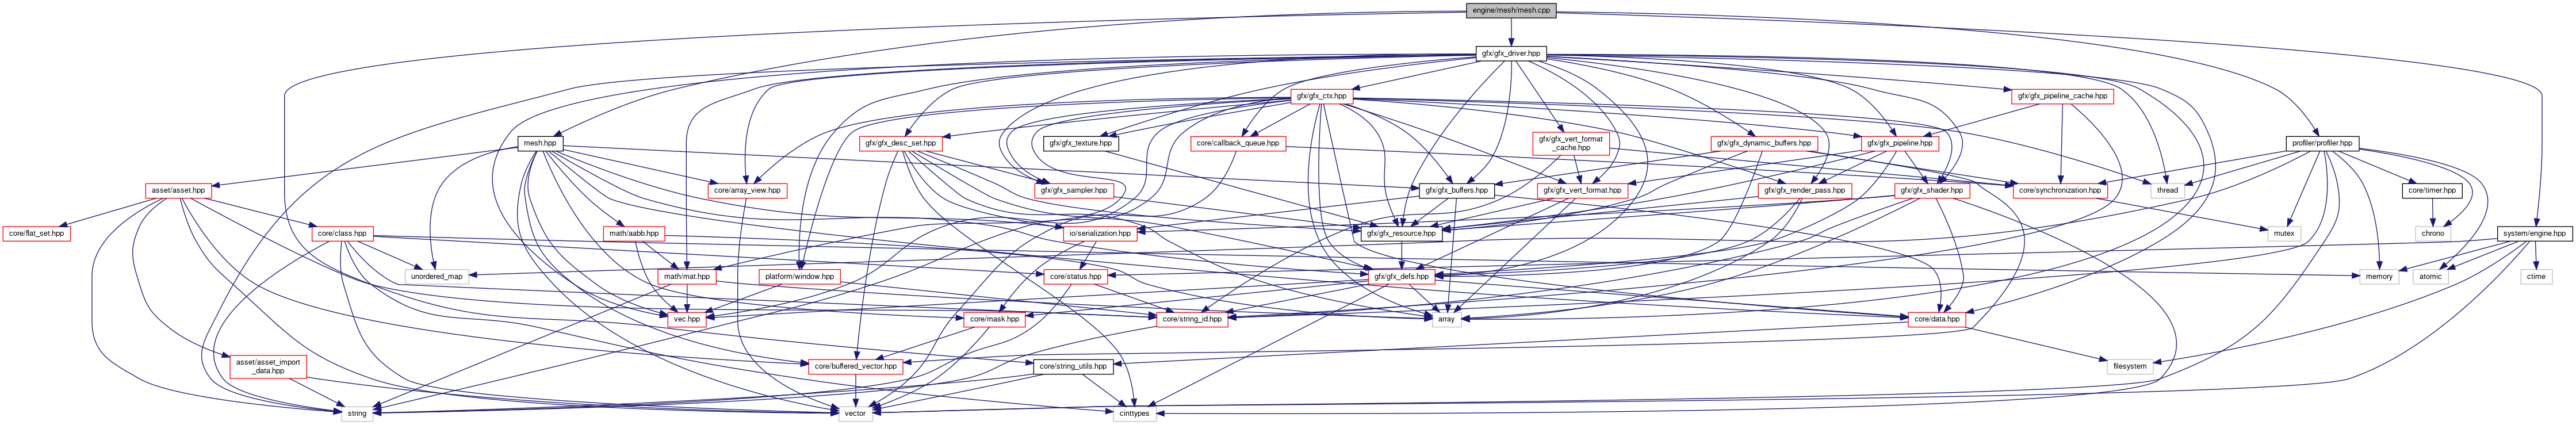 engine/mesh/mesh.cpp
gfx/gfx_driver.hpp
gfx/gfx_ctx.hpp
gfx/gfx_pipeline_cache.hpp
mesh.hpp
gfx/gfx_desc_set.hpp
gfx/gfx_texture.hpp
core/callback_queue.hpp
gfx/gfx_vert_format
_cache.hpp
gfx/gfx_dynamic_buffers.hpp
gfx/gfx_pipeline.hpp
profiler/profiler.hpp
asset/asset.hpp
core/array_view.hpp
gfx/gfx_sampler.hpp
gfx/gfx_buffers.hpp
gfx/gfx_vert_format.hpp
gfx/gfx_render_pass.hpp
gfx/gfx_shader.hpp
core/synchronization.hpp
thread
core/timer.hpp
core/flat_set.hpp
core/class.hpp
math/aabb.hpp
io/serialization.hpp
gfx/gfx_resource.hpp
mutex
chrono
system/engine.hpp
unordered_map
math/mat.hpp
platform/window.hpp
core/status.hpp
gfx/gfx_defs.hpp
memory
atomic
ctime
vec.hpp
core/mask.hpp
core/string_id.hpp
array
core/data.hpp
asset/asset_import
_data.hpp
core/buffered_vector.hpp
core/string_utils.hpp
filesystem
string
vector
cinttypes